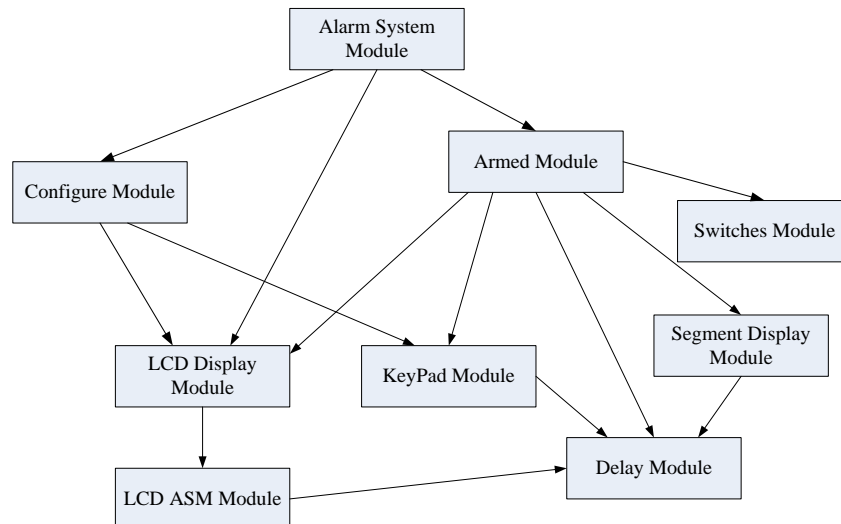 Alarm System
Module
Armed Module
Configure Module
Switches Module
Segment Display
Module
LCD Display
Module
KeyPad Module
Delay Module
LCD ASM Module